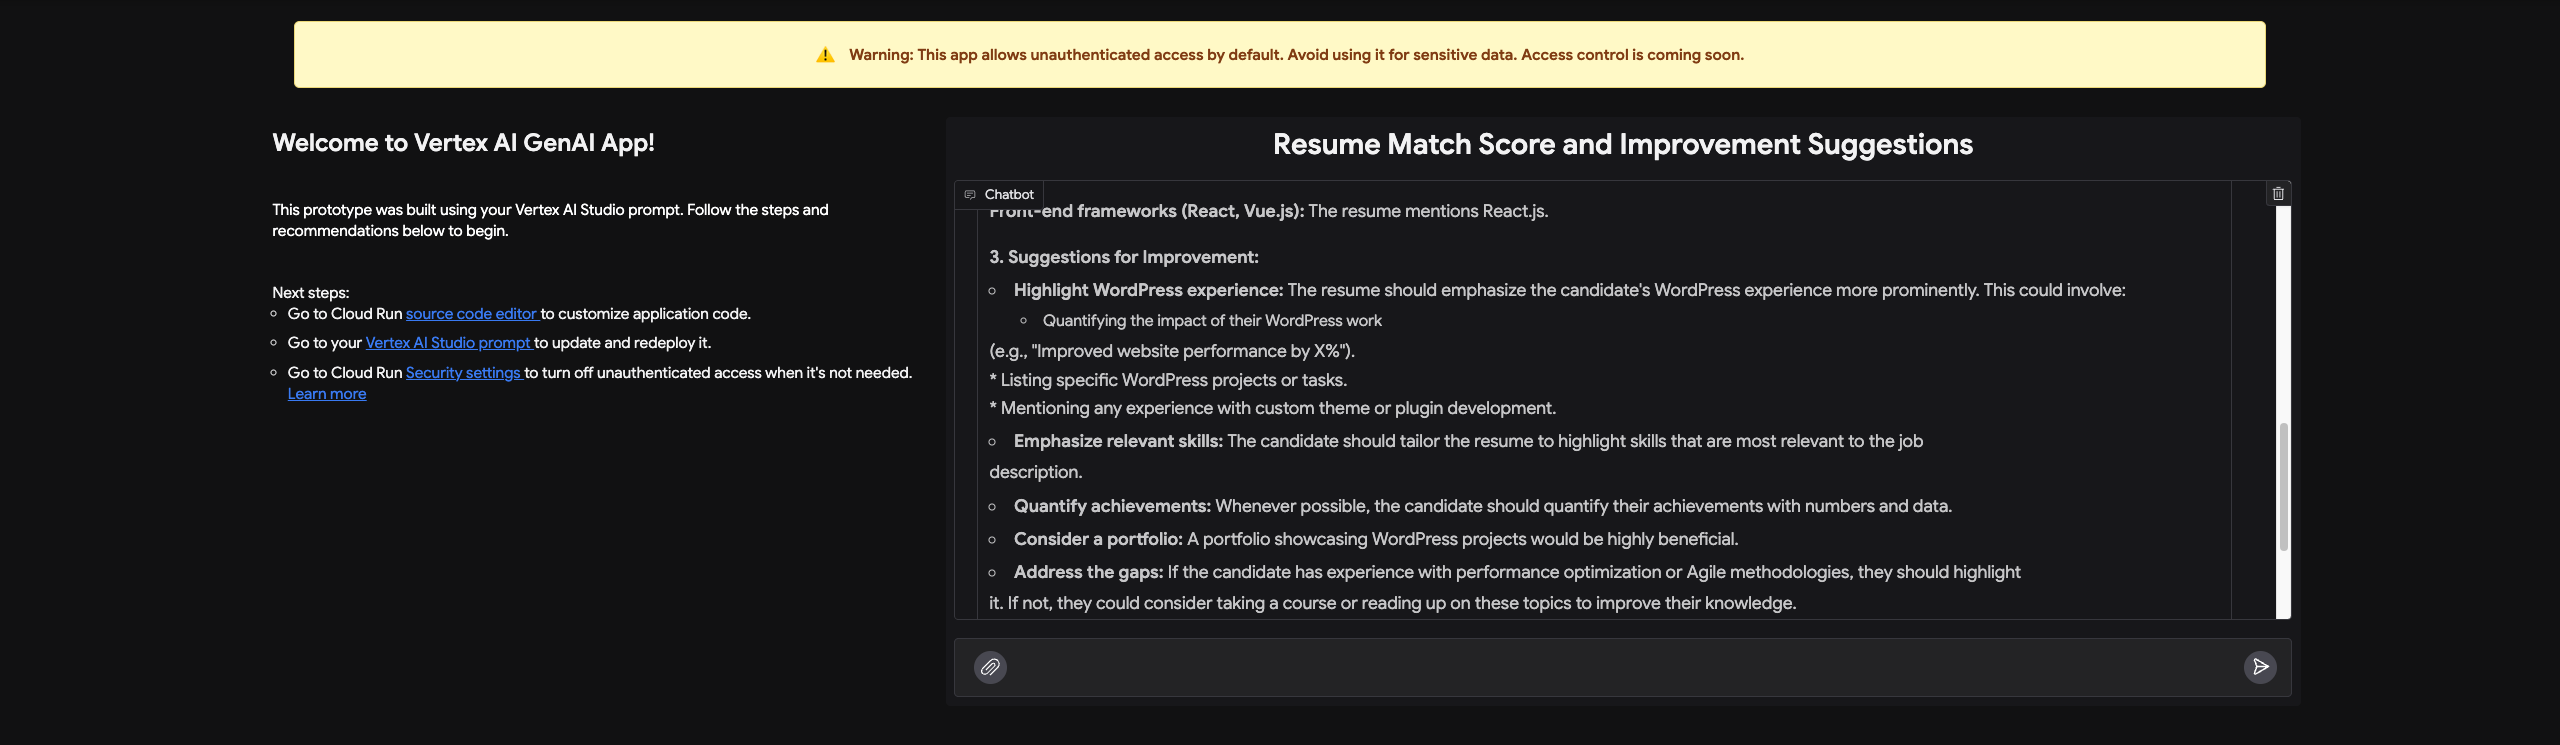 Warning: This app allows unauthenticated access by default. Avoid using it for sensitive data. Access control is coming soon.
Welcome to Vertex AI GenAI App!
This prototype was built using your Vertex AI Studio prompt. Follow the steps and
recommendations below to begin.
Next steps:
Go to Cloud Run source code editor to customize application code.
Go to your Vertex AI Studio prompt to update and redeploy it.
Go to Cloud Run Security settings to turn off unauthenticated access when it's not needed.
Learn more
Resume Match Score and Improvement Suggestions
Chatbot
Front-end frameworks (React, Vue.js): The resume mentions React.js.
3. Suggestions for Improvement:
Highlight WordPress experience: The resume should emphasize the candidate's WordPress experience more prominently. This could involve:
Quantifying the impact of their WordPress work
(e.g., "Improved website performance by X%").
* Listing specific WordPress projects or tasks.
* Mentioning any experience with custom theme or plugin development.
Emphasize relevant skills: The candidate should tailor the resume to highlight skills that are most relevant to the job
description.
Quantify achievements: Whenever possible, the candidate should quantify their achievements with numbers and data.
Consider a portfolio: A portfolio showcasing WordPress projects would be highly beneficial.
Address the gaps: If the candidate has experience with performance optimization or Agile methodologies, they should highlight
it. If not, they could consider taking a course or reading up on these topics to improve their knowledge.